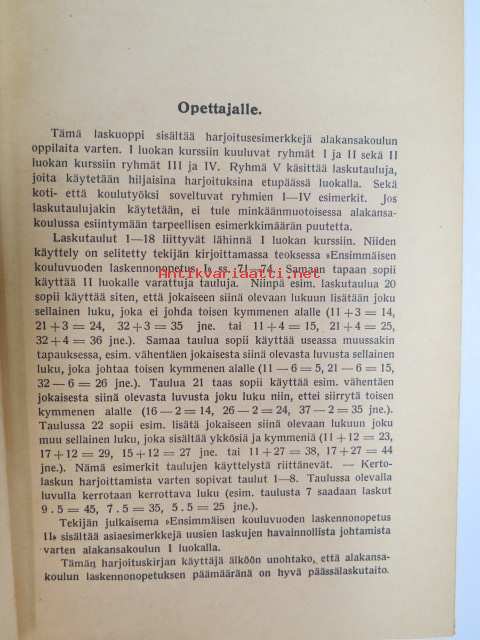 Opettajalle.
Tämä laskuoppi sisältää harjoitusesimerkkejä alakansakoulun
oppilaita varten. I luokan kurssiin kuuluvat ryhmät I ja II sekä II
luokan kurssiin ryhmät III ja IV. Ryhmä V käsittää laskutauluja,
joita käytetään hiljaisina harjoituksina etupäässä luokalla. Sekä
koti- että koulutyöksi soveltuvat ryhmien I—IV esimerkit. Jos
laskutaulujakin käytetään, ei tule minkäänmuotoisessa alakansa-
koulussa esiintymään tarpeellisen esimerkkimäärän puutetta.
Laskutaulut 1—18 liittyvät lähinnä I luokan kurssiin. Niiden
käyttely on selitetty tekijän kirjoittamassa teoksessa »Ensimmäisen
kouluvuoden laskennonopetus I» ss. 71—74. Samaan tapaan sopii
käyttää II luokalle varattuja tauluja. Niinpä esim. laskutaulua 20
sopii käyttää siten, että jokaiseen siinä olevaan lukuun lisätään joku
sellainen luku, joka ei johda toisen kymmenen alalle (11 + 3 = 14,
21 + 3 = 24, 32 + 3 = 35 jne. tai 11 + 4 = 15, 21 + 4 = 25,
32 + 4 = 36 jne.). Samaa taulua sopii käyttää useassa muussakin
tapauksessa, esim. vähentäen jokaisesta siinä olevasta luvusta sellainen
luku, joka johtaa toisen kymmenen alalle (11 — 6 = 5, 21 — 6 = 15,
32 — 6 = 26 jne.). Taulua 21 taas sopii käyttää esim. vähentäen
jokaisesta siinä olevasta luvusta joku luku niin, ettei siirrytä toisen
kymmenen alalle (16 — 2 = 14, 26 — 2 = 24, 37 — 2 = 35 jne.).
Taulussa 22 sopii esim. lisätä jokaiseen siinä olevaan lukuun joku
muu sellainen luku, joka sisältää ykkösiä ja kymmeniä (11 + 12 = 23,
17 + 12 = 29, 15 + 12 = 27 jne. tai 11 + 27 = 38, 17 + 27 = 44
jne.). Nämä esimerkit taulujen käyttelystä riittänevät. — Kerto-
laskun harjoittamista varten sopivat taulut 1—8. Taulussa olevalla
luvulla kerrotaan kerrottava luku (esim. taulusta 7 saadaan laskut
9 . 5 = 45, 7 . 5 = 35, 5 . 5 = 25 jne.).
Tekijän julkaisema »Ensimmäisen kouluvuoden laskennonopetus
II» sisältää asiaesimerkkejä uusien laskujen havainnollista johtamista
varten alakansakoulun I luokalla.
Tämän harjoituskirjan käyttäjä älköön unohtako, että alakansa-
koulun laskennonopetuksen päämääränä on hyvä päässälaskutaito.
Antikvariaatti.net